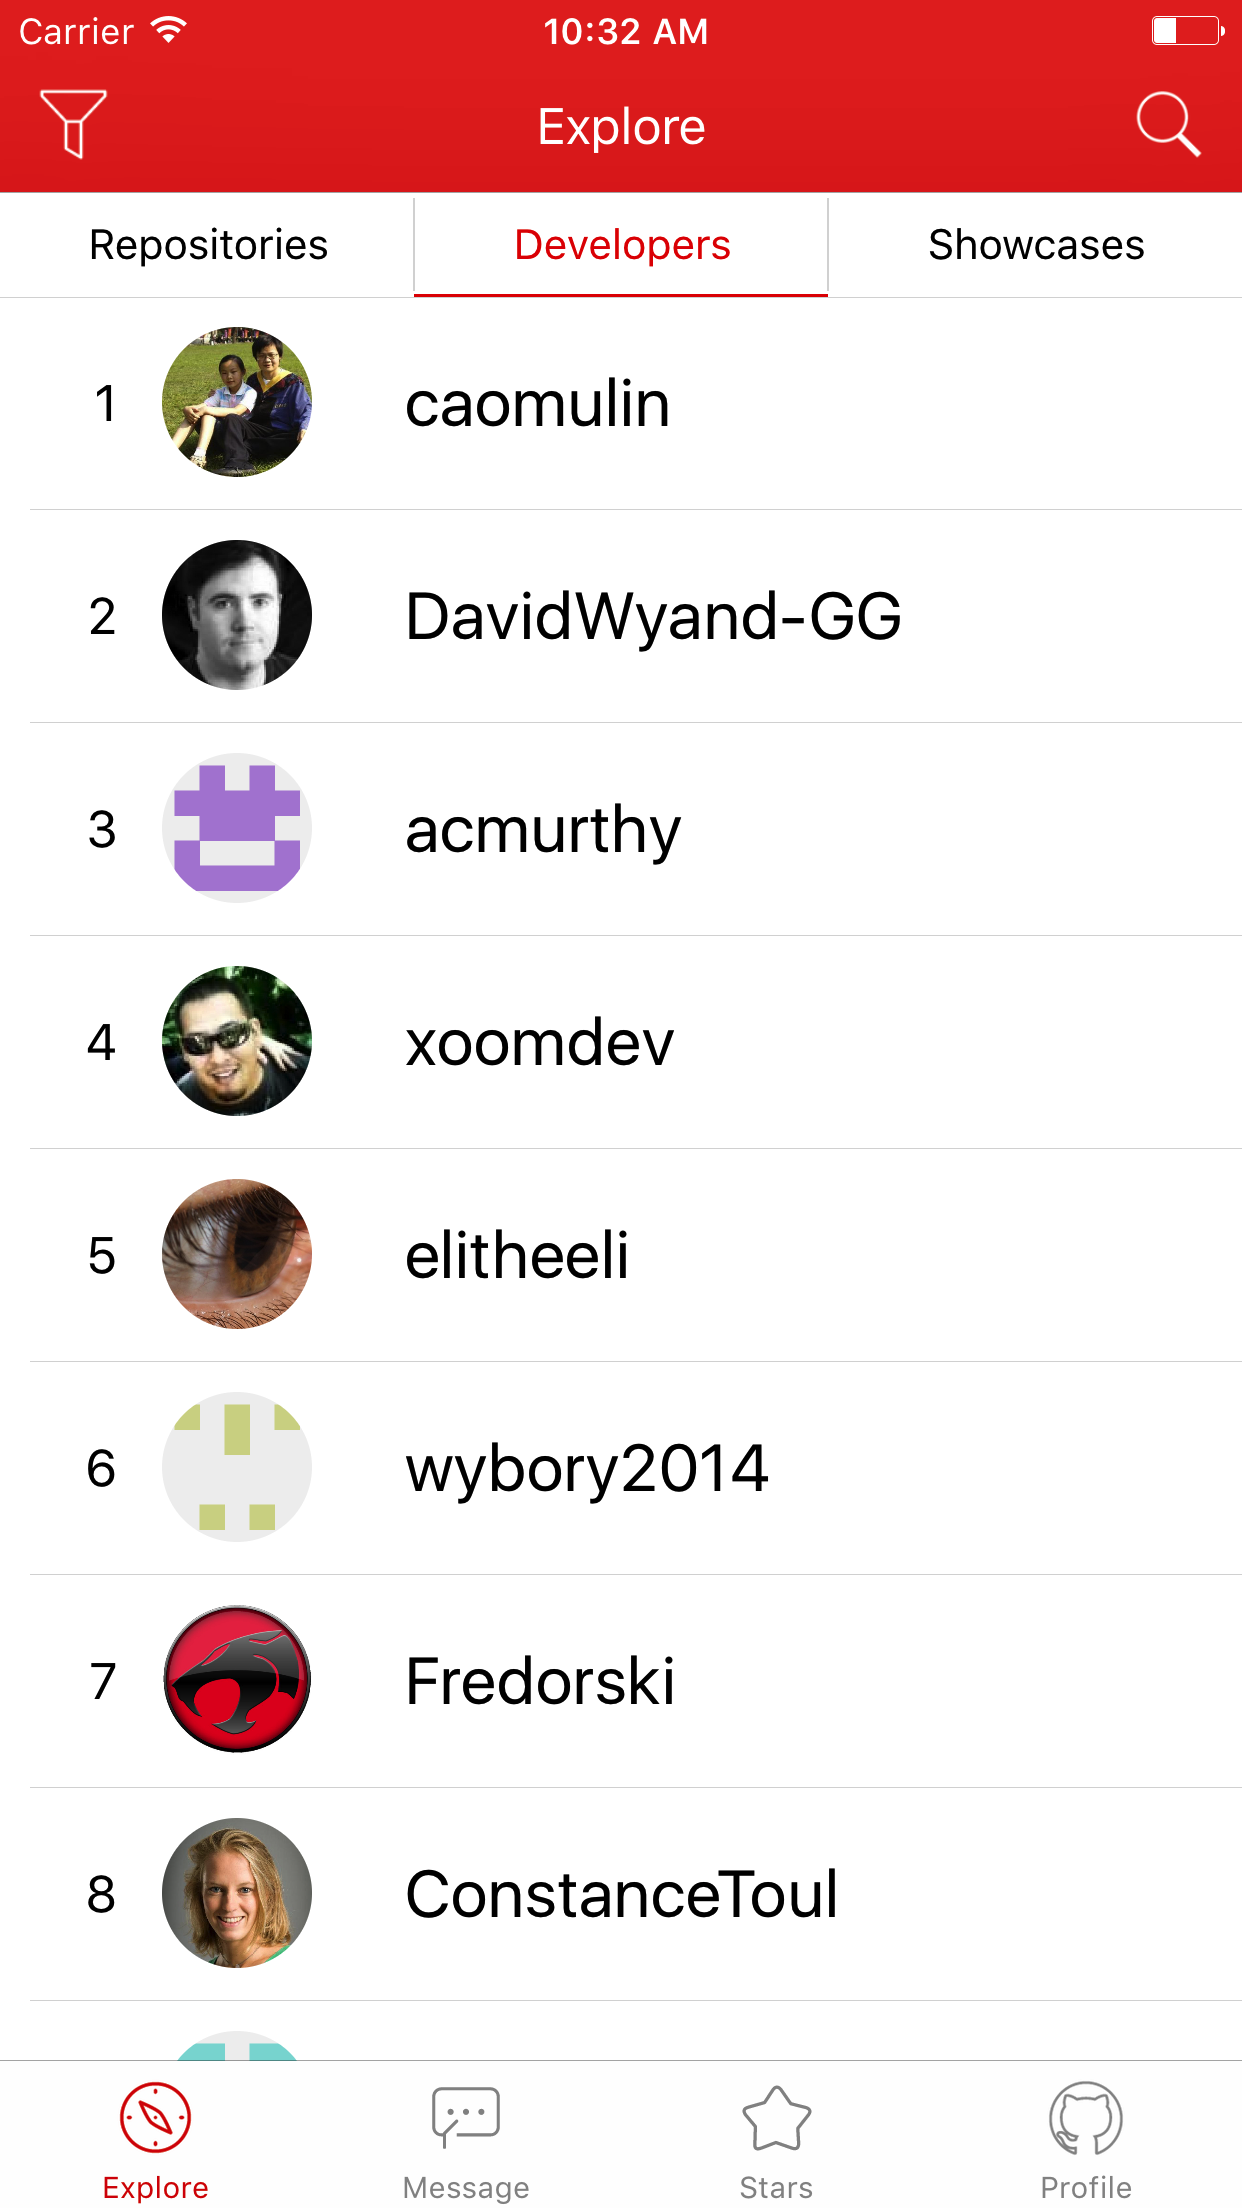 Carrier 10:32 AM
Explore
Repositories Developers Showcases
1 caomulin
2 DavidWyand-GG
3 acmurthy
4 xoomdev
5 elitheeli
6 wybory2014
7 Fredorski
8 ConstanceToul
Explore Message Stars Profile